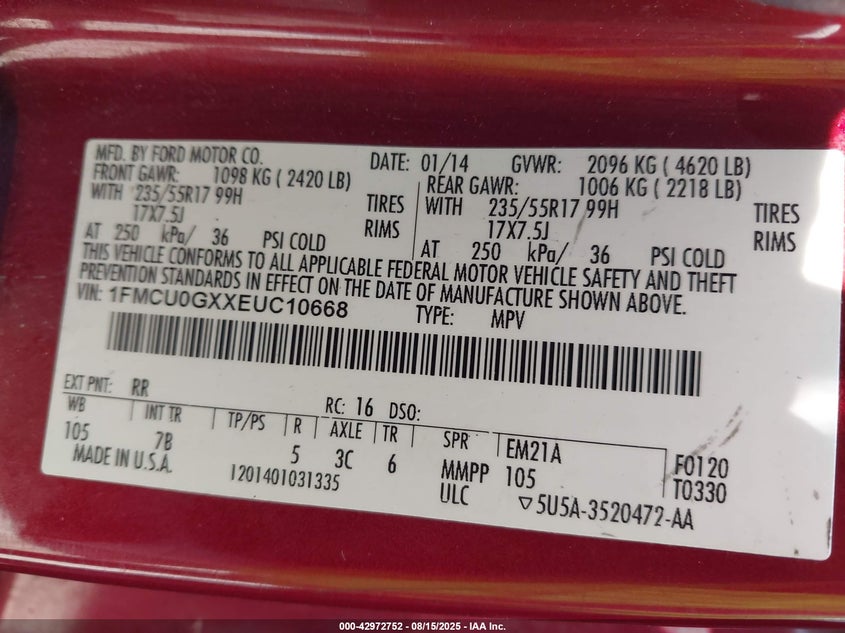 MFD. BY FORD MOTOR CO. DATE: 01/14 GVWR: 2096 KG ( 4620 LB)
FRONT GAWR: 1098 KG ( 2420 LB) REAR GAWR: 1006 KG ( 2218 LB)
WITH 235/55R17 99H TIRES WITH 235/55R17 99H TIRES
17X7.5J RIMS 17X7.5J RIMS
AT 250 kPa/ 36 PSI COLD AT 250 kPa/ 36 PSI COLD
THIS VEHICLE CONFORMS TO ALL APPLICABLE FEDERAL MOTOR VEHICLE SAFETY AND THEFT
PREVENTION STANDARDS IN EFFECT ON THE DATE OF MANUFACTURE SHOWN ABOVE.
VIN: 1FMCU0GXXEUC10668 TYPE: MPV
EXT PNT: RR RC: 16 DSO:
WB INT TR TP/PS R AXLE TR SPR EM21A F0120
105 7B 5 3C 6 MMPP 105 T0330
MADE IN U.S.A. 1201401031335 ULC ▽5U5A-3520472-AA
000-42972752 - 08/15/2025 - IAA Inc.